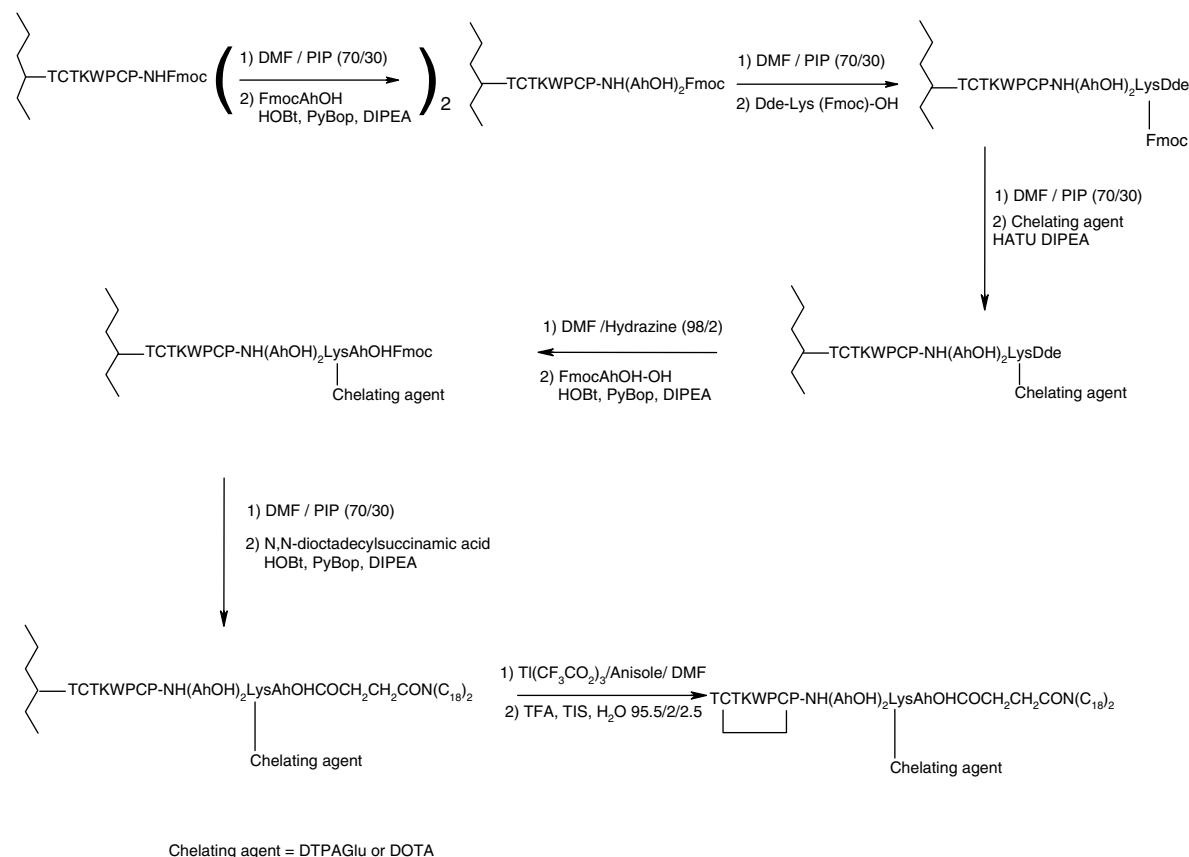 TCTKWPCP-NHFmoc
( 1) DMF / PIP (70/30)
2) FmocAhOH
HOBt, PyBop, DIPEA )2
TCTKWPCP-NH(AhOH)2Fmoc
1) DMF / PIP (70/30)
2) Dde-Lys (Fmoc)-OH
TCTKWPCP-NH(AhOH)2LysDde
Fmoc
1) DMF / PIP (70/30)
2) Chelating agent
HATU DIPEA
TCTKWPCP-NH(AhOH)2LysDde
Chelating agent
1) DMF /Hydrazine (98/2)
2) FmocAhOH-OH
HOBt, PyBop, DIPEA
TCTKWPCP-NH(AhOH)2LysAhOHFmoc
Chelating agent
1) DMF / PIP (70/30)
2) N,N-dioctadecylsuccinamic acid
HOBt, PyBop, DIPEA
TCTKWPCP-NH(AhOH)2LysAhOHCOCH2CH2CON(C18)2
Chelating agent
1) Tl(CF3CO2)3/Anisole/ DMF
2) TFA, TIS, H2O 95.5/2/2.5
TCTKWPCP-NH(AhOH)2LysAhOHCOCH2CH2CON(C18)2
Chelating agent
Chelating agent = DTPAGlu or DOTA